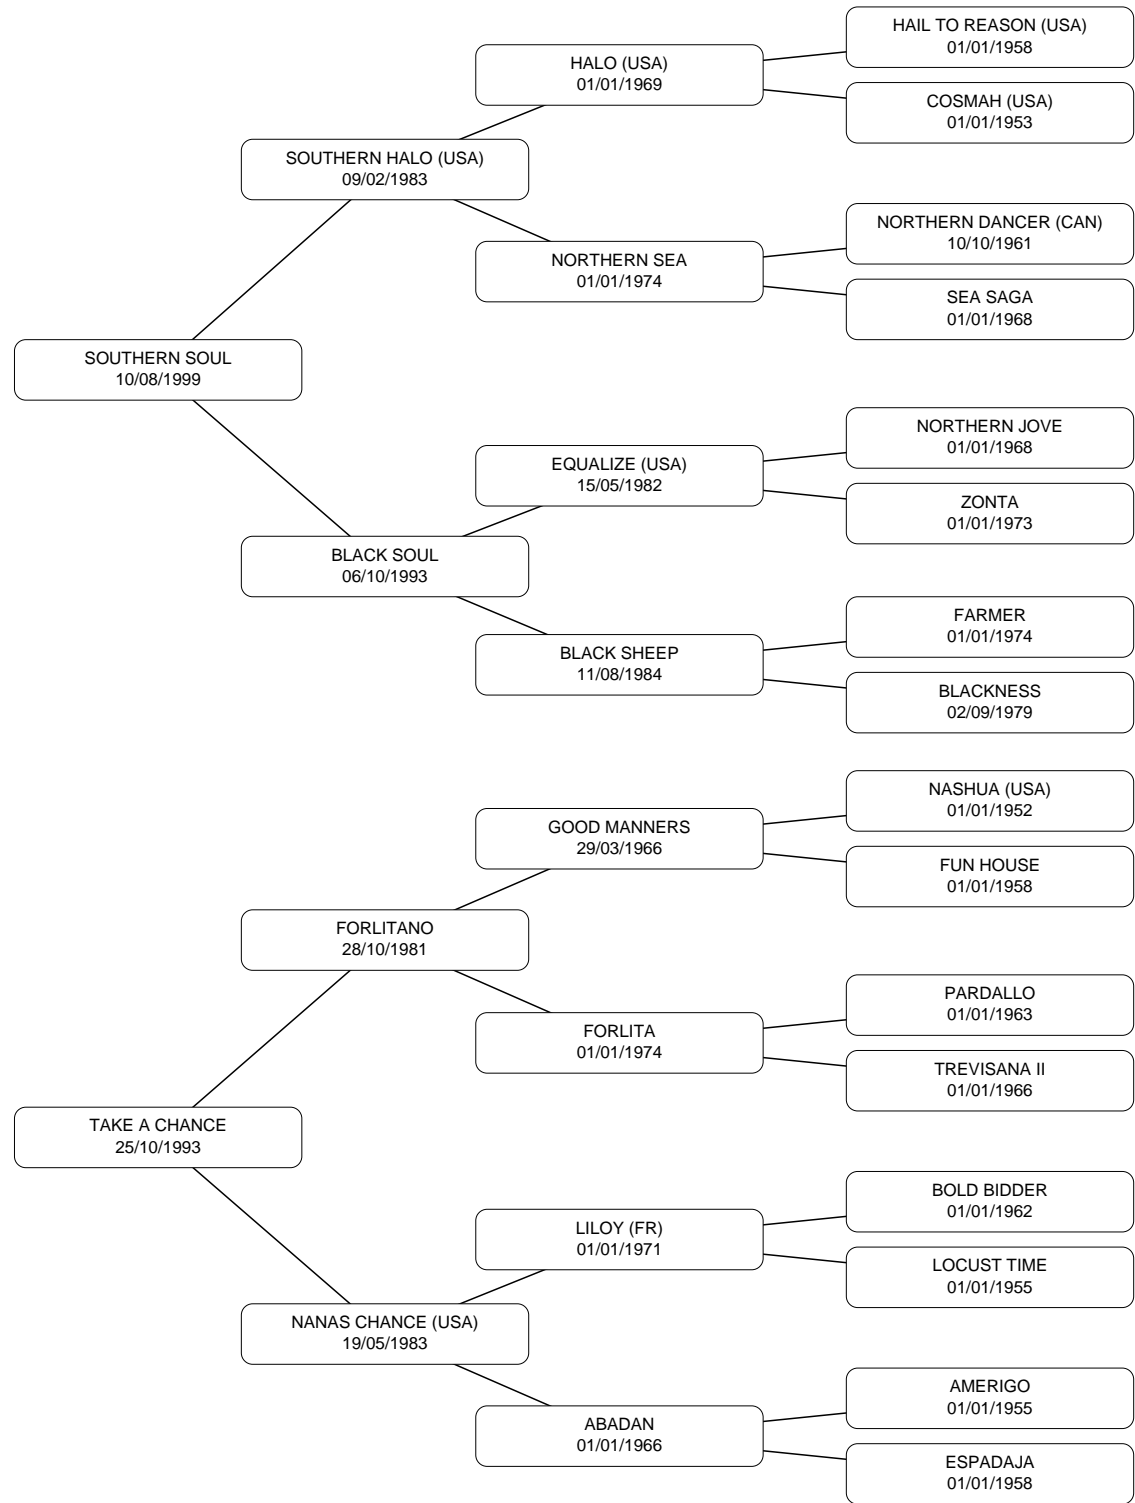 HAIL TO REASON (USA)
01/01/1958
HALO (USA)
01/01/1969
COSMAH (USA)
01/01/1953
SOUTHERN HALO (USA)
09/02/1983
NORTHERN DANCER (CAN)
10/10/1961
NORTHERN SEA
01/01/1974
SEA SAGA
01/01/1968
SOUTHERN SOUL
10/08/1999
NORTHERN JOVE
01/01/1968
EQUALIZE (USA)
15/05/1982
ZONTA
01/01/1973
BLACK SOUL
06/10/1993
FARMER
01/01/1974
BLACK SHEEP
11/08/1984
BLACKNESS
02/09/1979
NASHUA (USA)
01/01/1952
GOOD MANNERS
29/03/1966
FUN HOUSE
01/01/1958
FORLITANO
28/10/1981
PARDALLO
01/01/1963
FORLITA
01/01/1974
TREVISANA II
01/01/1966
TAKE A CHANCE
25/10/1993
BOLD BIDDER
01/01/1962
LILOY (FR)
01/01/1971
LOCUST TIME
01/01/1955
NANAS CHANCE (USA)
19/05/1983
AMERIGO
01/01/1955
ABADAN
01/01/1966
ESPADAJA
01/01/1958